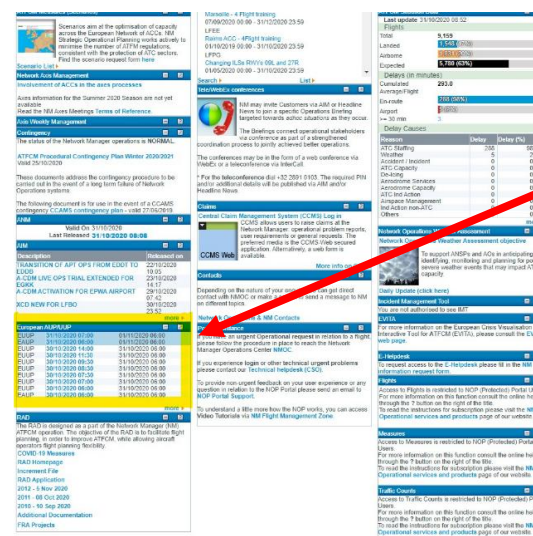 Scenarios aim at the optimisation of capacity
across the European Network of ACCs. NM
Strategic Operational Planning works actively to
minimise the number of ATFM regulations,
consistent with the protection of ATC sectors.
Find the scenario request form here
Scenario List
Network Axis Management
Involvement of ACCs in the axes processes
Axes information for the Summer 2020 Season are not yet
available
Read the NM Axes Meetings Terms of Reference
Axis Weekly Management
Contingency
The current status of the Network operations is NORMAL.
ATFCM Procedural Contingency Plan Winter 2020/2021
Valid 25/10/2020
These documents address the contingency procedure to be
carried out in the event of a long term failure of Network
Operations systems.
The following document is for use in the event of a CCAMS
contingency CCAMS contingency plan - valid 27/06/2019
ANM
Valid On 31/10/2020
Last Released 31/10/2020 08:08
AIM
Description Released on
TRANSITION OF APT OPS FROM EDDT TO EDDB 22/10/2020 10:05
A-CDM LIVE OPS TRIAL EXTENDED FOR EGKK 23/10/2020 14:17
A-CDM ACTIVATION FOR EPWA AIRPORT 29/10/2020 07:42
XCD NEW FOR LFBO 30/10/2020 23:52
more
European AUP/UUP
EUUP 31/10/2020 07:00 01/11/2020 06:00
EAUP 31/10/2020 06:00 01/11/2020 06:00
EUUP 30/10/2020 14:00 31/10/2020 06:00
EUUP 30/10/2020 11:30 31/10/2020 06:00
EUUP 30/10/2020 09:30 31/10/2020 06:00
EUUP 30/10/2020 08:30 31/10/2020 06:00
EUUP 30/10/2020 07:00 31/10/2020 06:00
EAUP 30/10/2020 06:00 31/10/2020 06:00
more
RAD
The RAD is designed as a part of the Network Manager (NM)
ATFCM operation. The objective of the RAD is to facilitate flight
planning, in order to improve ATFCM, while allowing aircraft
operators flight planning flexibility.
COVID-19 Measures
RAD Homepage
Increment File
RAD Application
2012 - 5 Nov 2020
2011 - 08 Oct 2020
2010 - 10 Sep 2020
Additional Documentation
FRA Projects
Marseille - 4 Flight training
07/09/2020 00:00 - 31/12/2020 23:59
LFEE
Reims ACC - 4Flight training
01/10/2019 00:00 - 31/10/2020 23:59
LFPG
Changing ILSs RWYs 09L and 27R
01/05/2020 00:00 - 31/10/2020 23:59
Search List
Tele/WebEx conferences
NM may invite Customers via AIM or Headline
News to join a specific Operations Briefing
targeted towards adhoc situations as they occur.
The Briefings connect operational stakeholders
via conference as part of a strengthened
coordination process to jointly achieved better operations.
The conferences may be in the form of a web conference via
WebEx or a teleconference via InterCall
* For the teleconference dial +32 2891 0103. The required PIN
and/or additional details will be published via AIM and/or
Headline News
Claims
Central Claim Management System (CCMS) Log in
CCMS Web
CCMS allows users to raise claims at the
Network Manager: operational problem reports,
user requirements or general requests. The
preferred media is the CCMS-Web secured
application. Alternatively, a web form is
available.
More info on
Contacts
Depending on the nature of your can get direct
contact with NMOC or make a send a message to NM
on different topics.
Network Operations & NM Contacts
If you have an urgent Operational request in relation to a flight,
please follow the procedure in place to reach the Network
Manager Operations Center NMOC.
If you experience login or other technical urgent problems
please contact our Technical helpdesk (CSO).
To provide non urgent feedback on your user experience or any
question in relation to the NOP Portal please send an email to
NOP Portal Support.
To understand a little more how the NOP works, you can access
Video Tutorials via NM Flight Management Zone
Last update 31/10/2020 08:52
Flights
Total 9,159
Landed
Airborne
Expected 5,780 (63%)
Delays (in minutes)
Cumulated 293.0
Average/Flight
En-route 288 (98%)
Airport
>= 30 min 3
Delay Causes
Reason Delay Delay (%)
ATC Staffing 288
Weather 5 2
Accident / Incident 0 0
ATC Capacity 0 0
De-icing 0 0
Aerodrome Services 0 0
Aerodrome Capacity 0 0
ATC Ind Action 0
Airspace Management
Ind Action non-ATC
Others
Network Operations Assessment
Network Weather Assessment objective
To support ANSPs and AOs in anticipating
identifying, monitoring and planning for
severe weather events that may impact
capacity.
Daily Update (click here)
Incident Management Tool
You are not authorised to see IMT
EVITA
For more information on the European Crisis Visualisation
Interactive Tool for ATFCM (EVITA), please consult the
web page.
E-Helpdesk
To request access to the E-Helpdesk please fill in the NM
information request form.
Flights
Access to Flights is restricted to NOP (Protected) Portal
For more information on this function consult the online
through the ? button on the right of the title.
To read the instructions for subscription please visit the
Operational services and products page of our website
Measures
Access to Measures is restricted to NOP (Protected) Portal
Users.
For more information on this function consult the online
through the ? button on the right of the title.
To read the instructions for subscription please visit the
Operational services and products page of our website
Traffic Counts
Access to Traffic Counts is restricted to NOP (Protected)
Users.
For more information on this function consult the online
through the ? button on the right of the title.
To read the instructions for subscription please visit the
Operational services and products page of our website